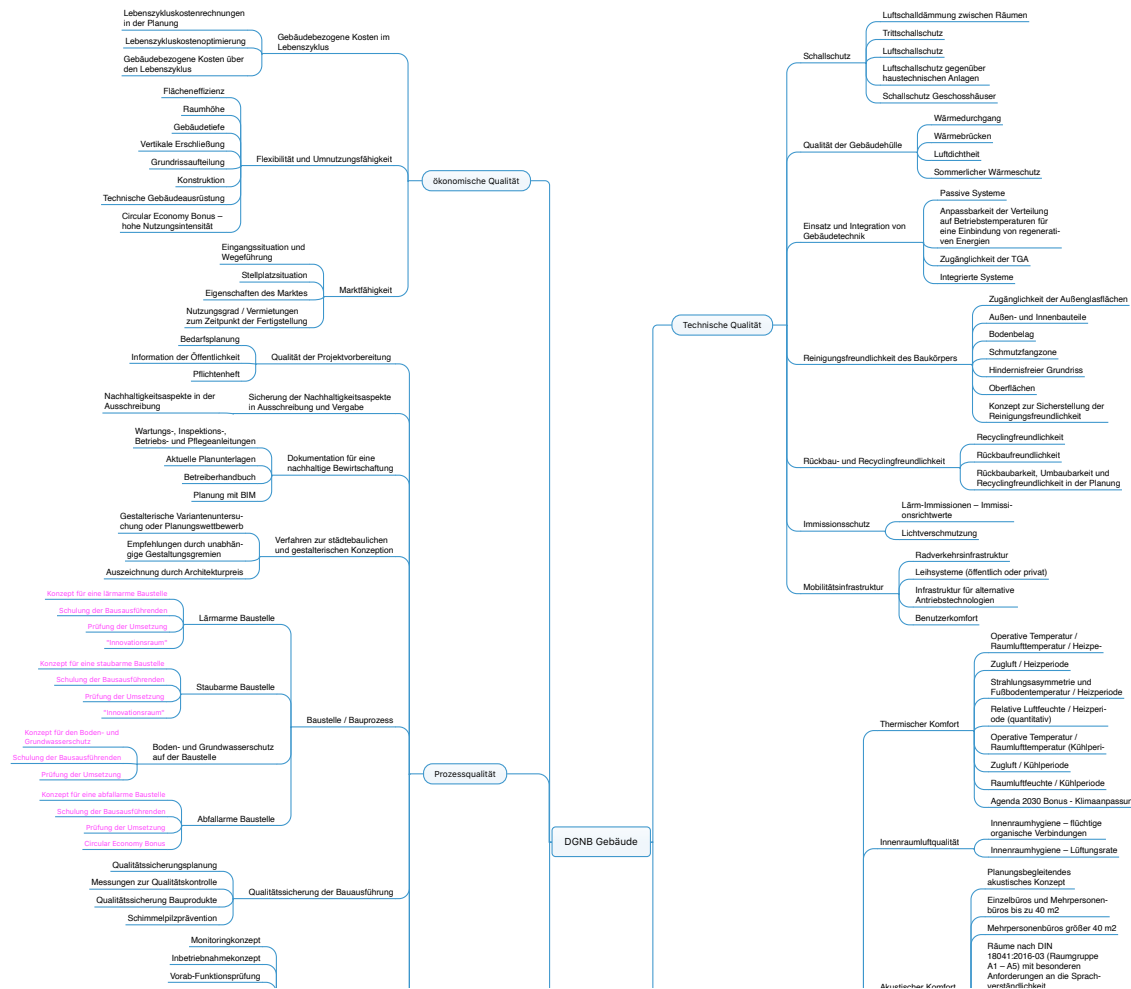 Lebenszykluskostenrechnungen
in der Planung
Lebenszykluskostenoptimierung
Gebäudebezogene Kosten über
den Lebenszyklus
Gebäudebezogene Kosten im
Lebenszyklus
Flächeneffizienz
Raumhöhe
Gebäudetiefe
Vertikale Erschließung
Grundrissaufteilung
Konstruktion
Technische Gebäudeausrüstung
Circular Economy Bonus –
hohe Nutzungsintensität
Flexibilität und Umnutzungsfähigkeit
ökonomische Qualität
Eingangssituation und
Wegeführung
Stellplatzsituation
Eigenschaften des Marktes
Nutzungsgrad / Vermietungen
zum Zeitpunkt der Fertigstellung
Marktfähigkeit
Bedarfsplanung
Information der Öffentlichkeit
Pflichtenheft
Qualität der Projektvorbereitung
Nachhaltigkeitsaspekte in der
Ausschreibung
Sicherung der Nachhaltigkeitsaspekte
in Ausschreibung und Vergabe
Wartungs-, Inspektions-,
Betriebs- und Pflegeanleitungen
Aktuelle Planunterlagen
Betreiberhandbuch
Planung mit BIM
Dokumentation für eine
nachhaltige Bewirtschaftung
Gestalterische Variantenuntersu-
chung oder Planungswettbewerb
Empfehlungen durch unabhän-
gige Gestaltungsgremien
Auszeichnung durch Architekturpreis
Verfahren zur städtebaulichen
und gestalterischen Konzeption
Konzept für eine lärmarme Baustelle
Schulung der Bausausführenden
Prüfung der Umsetzung
"Innovationsraum"
Lärmarme Baustelle
Konzept für eine staubarme Baustelle
Schulung der Bausausführenden
Prüfung der Umsetzung
"Innovationsraum"
Staubarme Baustelle
Baustelle / Bauprozess
Konzept für den Boden- und
Grundwasserschutz
Schulung der Bausausführenden
Prüfung der Umsetzung
Boden- und Grundwasserschutz
auf der Baustelle
Prozessqualität
Konzept für eine abfallarme Baustelle
Schulung der Bausausführenden
Prüfung der Umsetzung
Circular Economy Bonus
Abfallarme Baustelle
DGNB Gebäude
Qualitätssicherungsplanung
Messungen zur Qualitätskontrolle
Qualitätssicherung Bauprodukte
Schimmelpilzprävention
Qualitätssicherung der Bauausführung
Monitoringkonzept
Inbetriebnahmekonzept
Vorab-Funktionsprüfung
Luftschalldämmung zwischen Räumen
Trittschallschutz
Luftschallschutz
Luftschallschutz gegenüber
haustechnischen Anlagen
Schallschutz Geschosshäuser
Schallschutz
Wärmedurchgang
Wärmebrücken
Luftdichtheit
Sommerlicher Wärmeschutz
Qualität der Gebäudehülle
Passive Systeme
Anpassbarkeit der Verteilung
auf Betriebstemperaturen für
eine Einbindung von regenerati-
ven Energien
Zugänglichkeit der TGA
Integrierte Systeme
Einsatz und Integration von
Gebäudetechnik
Technische Qualität
Zugänglichkeit der Außenglasflächen
Außen- und Innenbauteile
Bodenbelag
Schmutzfangzone
Hindernisfreier Grundriss
Oberflächen
Konzept zur Sicherstellung der
Reinigungsfreundlichkeit
Reinigungsfreundlichkeit des Baukörpers
Recyclingfreundlichkeit
Rückbaufreundlichkeit
Rückbaubarkeit, Umbaubarkeit und
Recyclingfreundlichkeit in der Planung
Rückbau- und Recyclingfreundlichkeit
Lärm-Immissionen – Immissi-
onsrichtwerte
Lichtverschmutzung
Immissionsschutz
Radverkehrsinfrastruktur
Leihsysteme (öffentlich oder privat)
Infrastruktur für alternative
Antriebstechnologien
Benutzerkomfort
Mobilitätsinfrastruktur
Operative Temperatur /
Raumlufttemperatur / Heizpe-
Zugluft / Heizperiode
Strahlungsasymmetrie und
Fußbodentemperatur / Heizperiode
Relative Luftfeuchte / Heizperi-
ode (quantitativ)
Operative Temperatur /
Raumlufttemperatur (Kühlperi-
Zugluft / Kühlperiode
Raumluftfeuchte / Kühlperiode
Agenda 2030 Bonus - Klimaanpassun
Thermischer Komfort
Innenraumhygiene – flüchtige
organische Verbindungen
Innenraumhygiene – Lüftungsrate
Innenraumluftqualität
Planungsbegleitendes
akustisches Konzept
Einzelbüros und Mehrpersonen-
büros bis zu 40 m2
Mehrpersonenbüros größer 40 m2
Räume nach DIN
18041:2016-03 (Raumgruppe
A1 – A5) mit besonderen
Anforderungen an die Sprach-
verständlichkeit
Akustischer Komfort